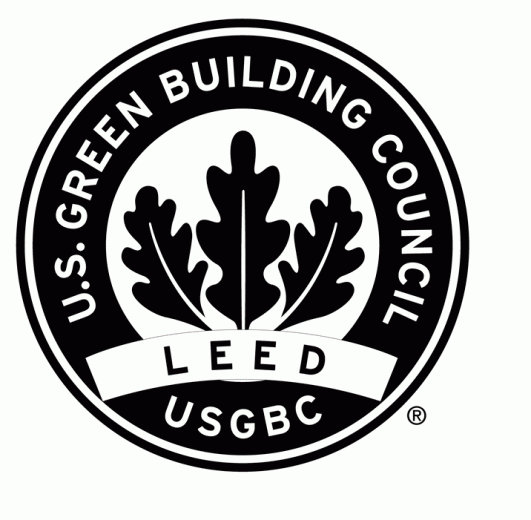 U.S. GREEN BUILDING COUNCIL
LEED
USGBC
®